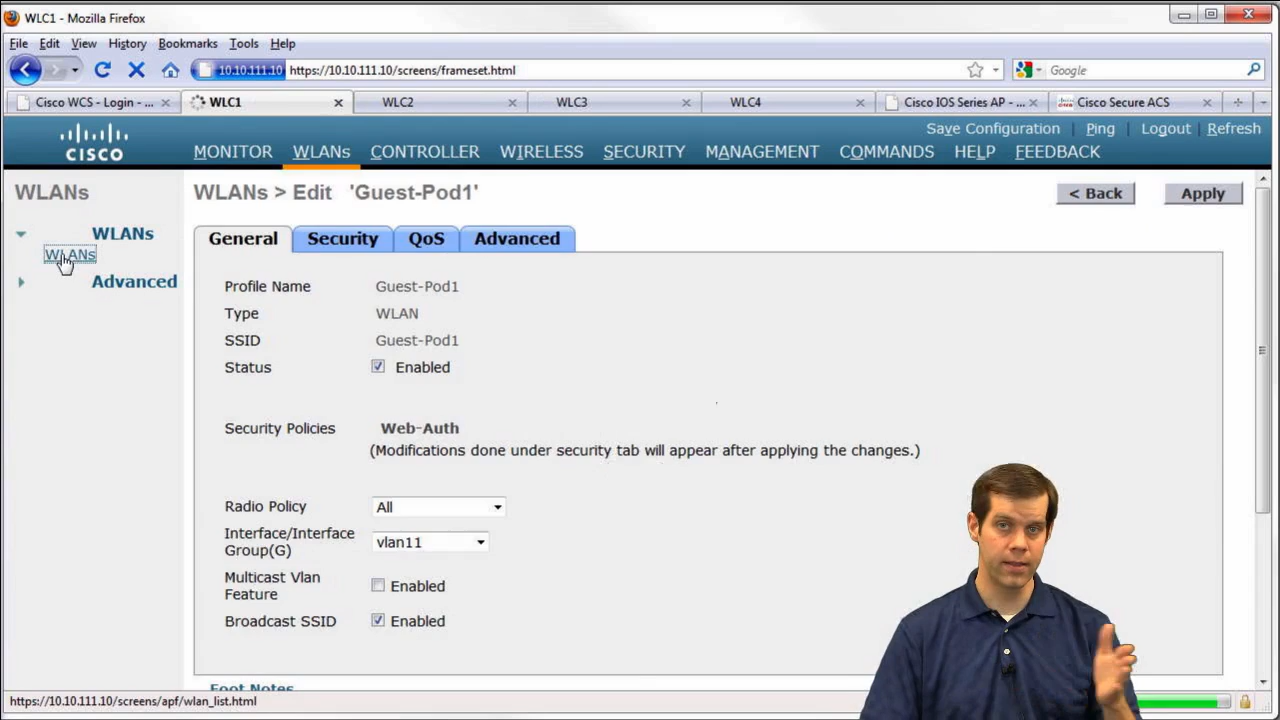 WLC1 - Mozilla Firefox
File Edit View History Bookmarks Tools Help
10.10.111.10 https://10.10.111.10/screens/frameset.html
Google
Cisco WCS - Login - ...
WLC1
WLC2
WLC3
WLC4
Cisco IOS Series AP - ...
Cisco Secure ACS
Save Configuration Ping Logout Refresh
CISCO
MONITOR WLANs CONTROLLER WIRELESS SECURITY MANAGEMENT COMMANDS HELP FEEDBACK
WLANs
WLANs
WLANs
Advanced
WLANs > Edit 'Guest-Pod1'
< Back
Apply
General Security QoS Advanced
Profile Name Guest-Pod1
Type WLAN
SSID Guest-Pod1
Status Enabled
Security Policies Web-Auth
(Modifications done under security tab will appear after applying the changes.)
Radio Policy All
Interface/Interface
Group(G) vlan11
Multicast Vlan
Feature Enabled
Broadcast SSID Enabled
Foot Notes
https://10.10.111.10/screens/apf/wlan_list.html